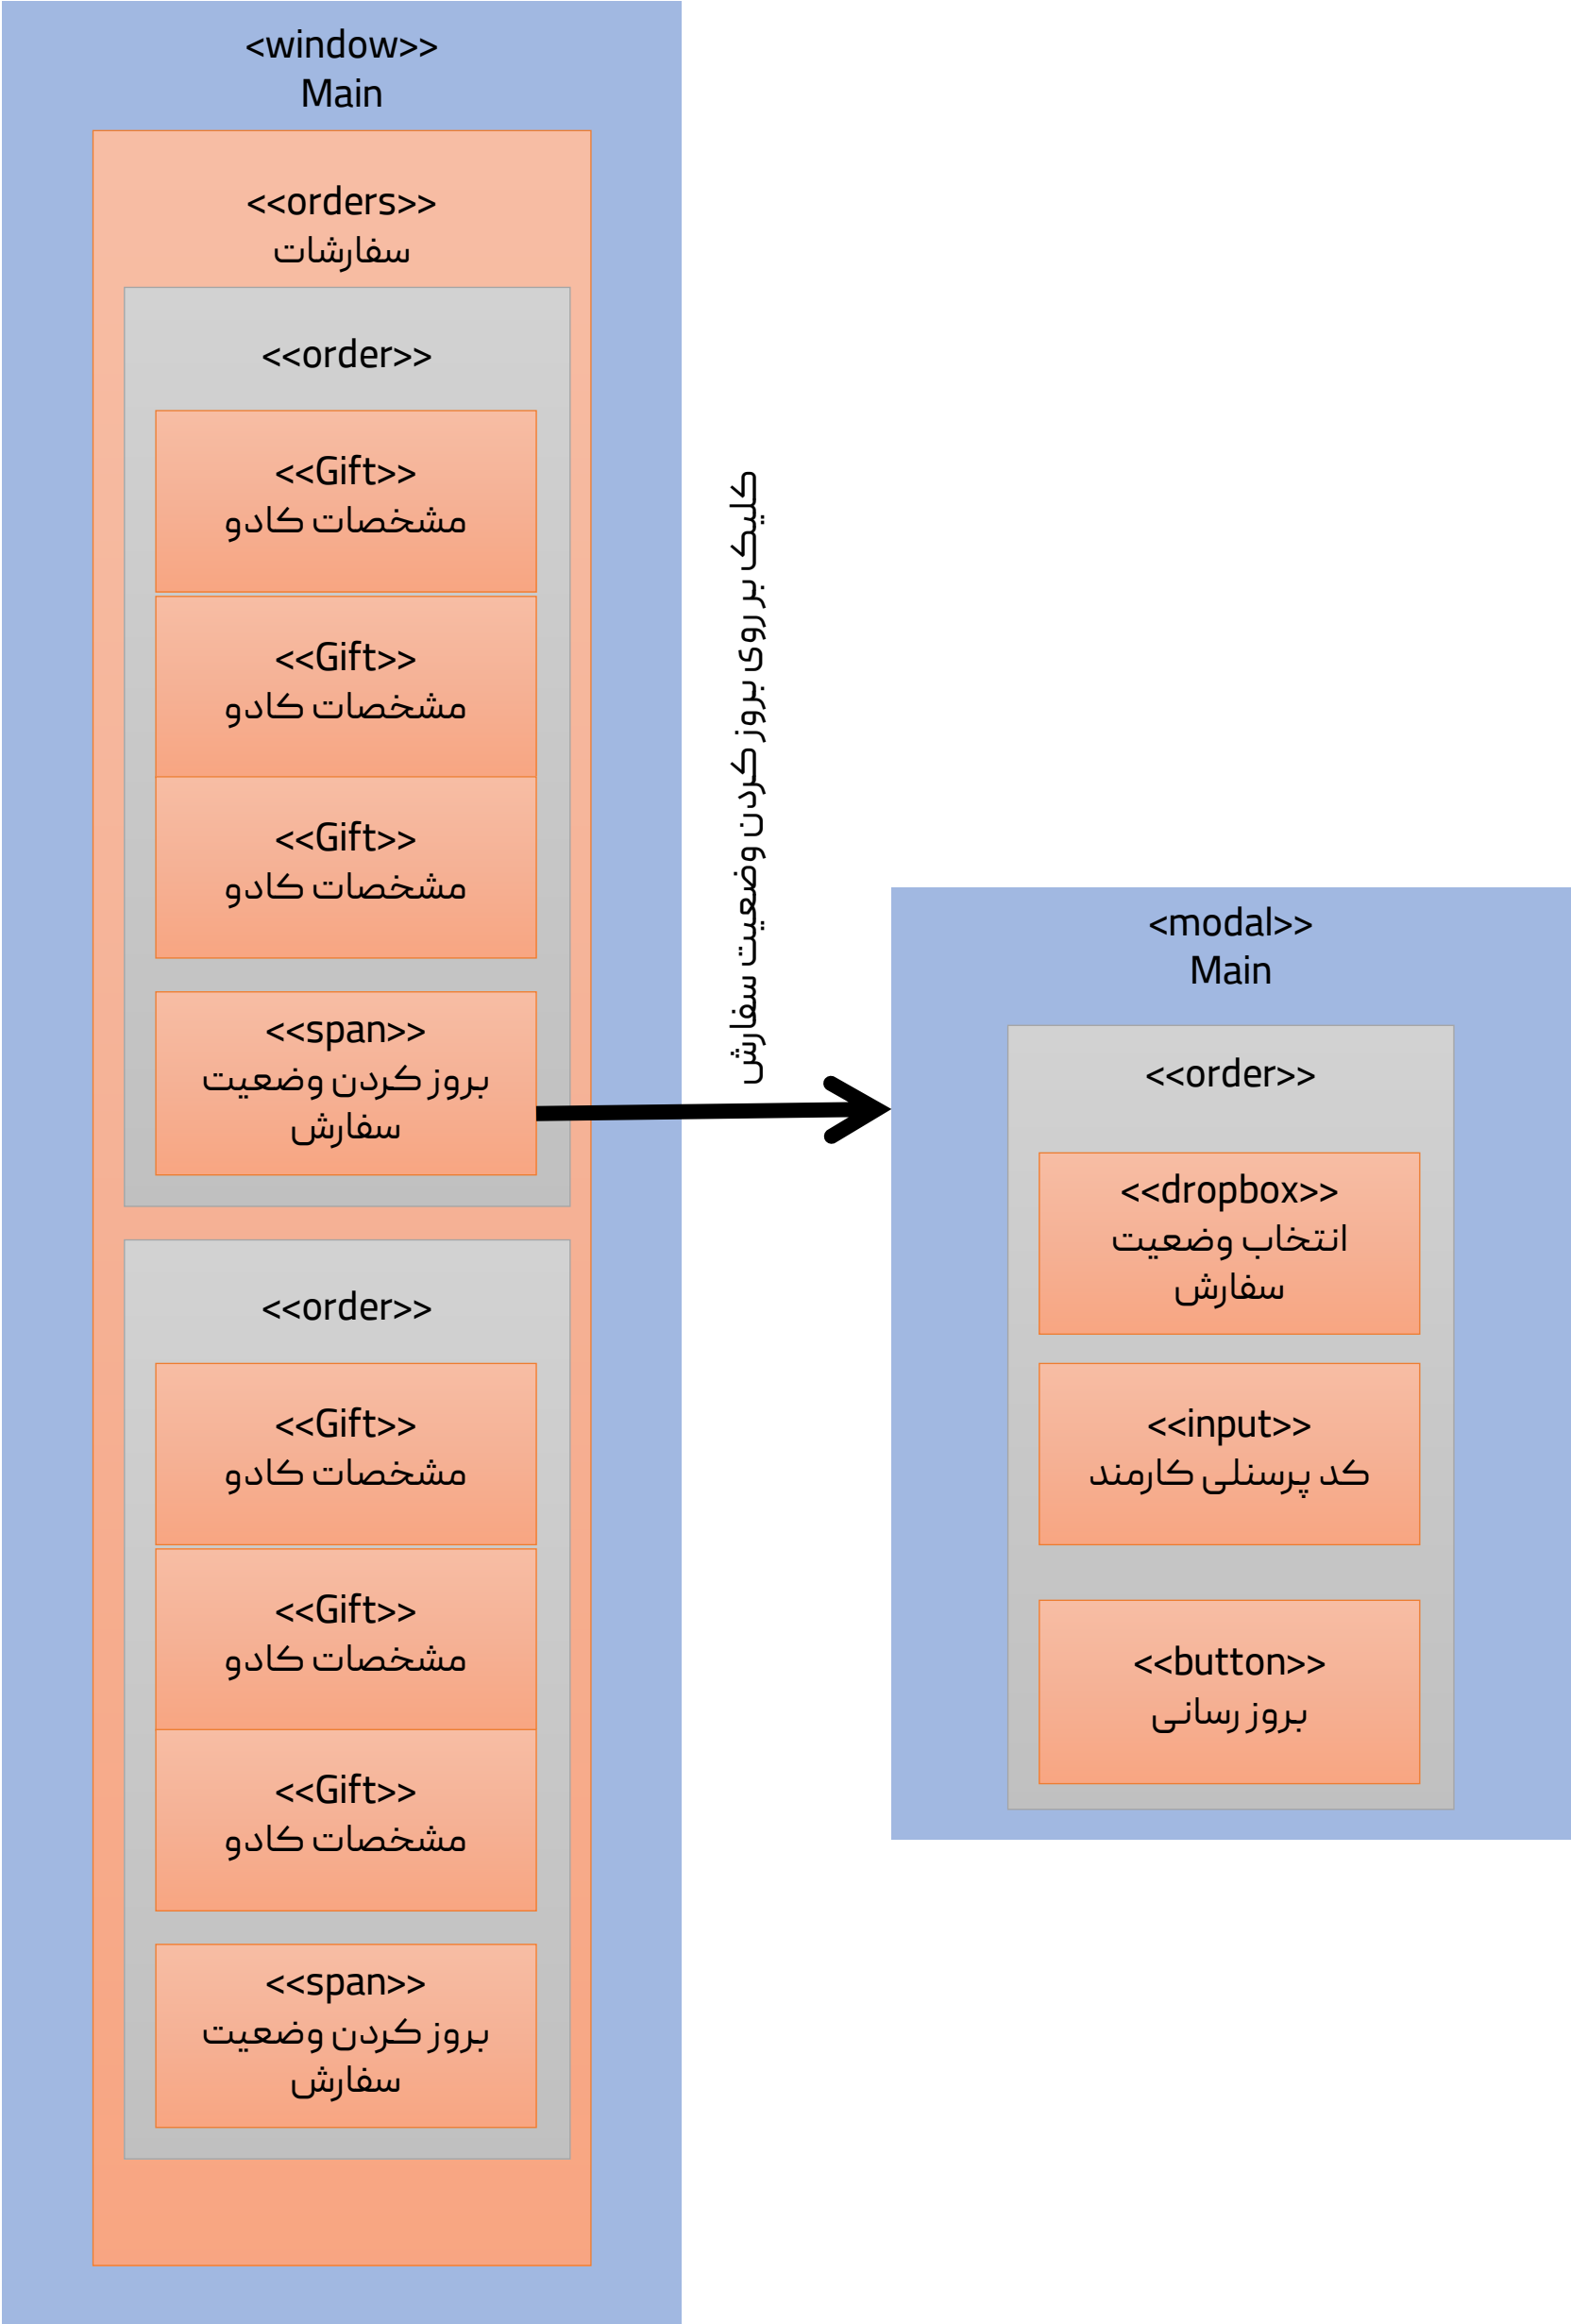 <window>>
Main
<<orders>>
سفارشات
<<order>>
<<Gift>>
مشخصات کادو
<<Gift>>
مشخصات کادو
<<Gift>>
مشخصات کادو
<<span>>
بروز کردن وضعیت
سفارش
<<order>>
<<Gift>>
مشخصات کادو
<<Gift>>
مشخصات کادو
<<Gift>>
مشخصات کادو
<<span>>
بروز کردن وضعیت
سفارش
کلیک بر روی بروز کردن وضعیت سفارش
<modal>>
Main
<<order>>
<<dropbox>>
انتخاب وضعیت
سفارش
<<input>>
کد پرسنلی کارمند
<<button>>
بروز رسانی